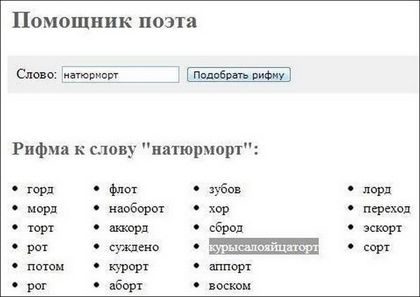 Помощник поэта
Слово: натюрморт Подобрать рифму
Рифма к слову "натюрморт":
горд флот зубов лорд
морд наоборот хор переход
торт аккорд сброд эскорт
рот суждено курысалояйцаторт сорт
потом курорт аппорт
рог аборт воском